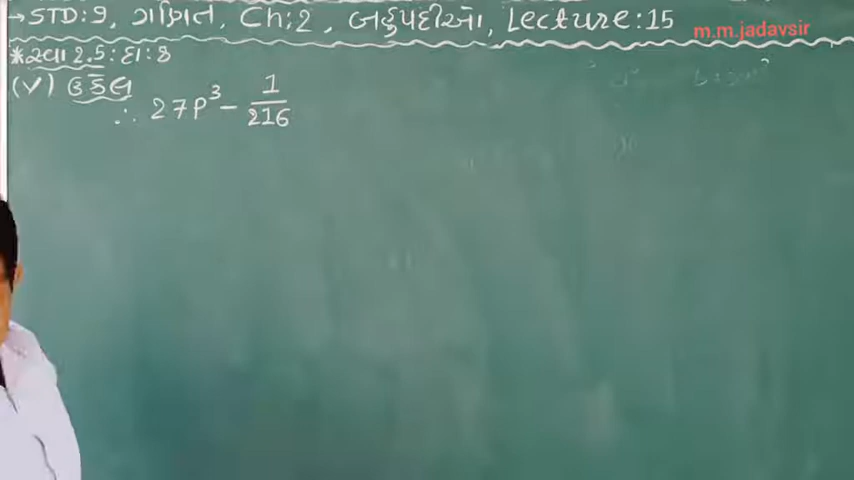 →STD:9, ગણિત, Ch:2, બહુપદીઓ, Lecture:15
m.m.jadavsir
*સ્વા 2.5: દા:8
(V) ઉકેલ
∴ 27p³ - 1/216